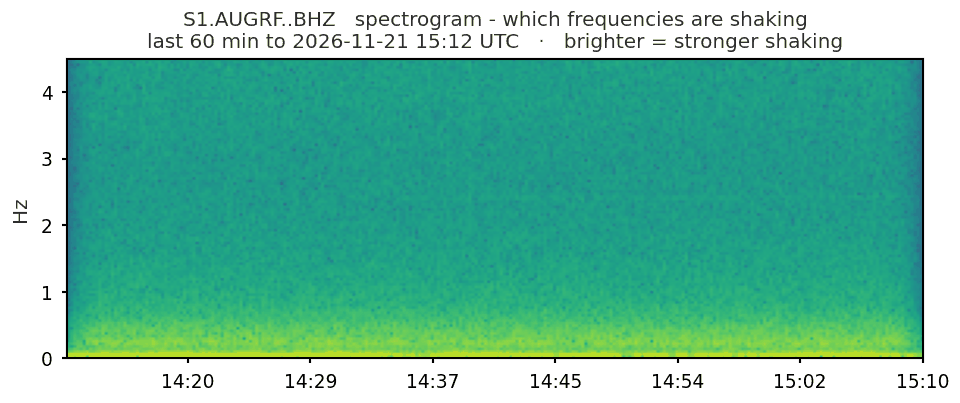 S1.AUGRF..BHZ   spectrogram - which frequencies are shaking
last 60 min to 2026-11-21 15:12 UTC   ·   brighter = stronger shaking
4
3
Hz
2
1
0
14:20 14:29 14:37 14:45 14:54 15:02 15:10